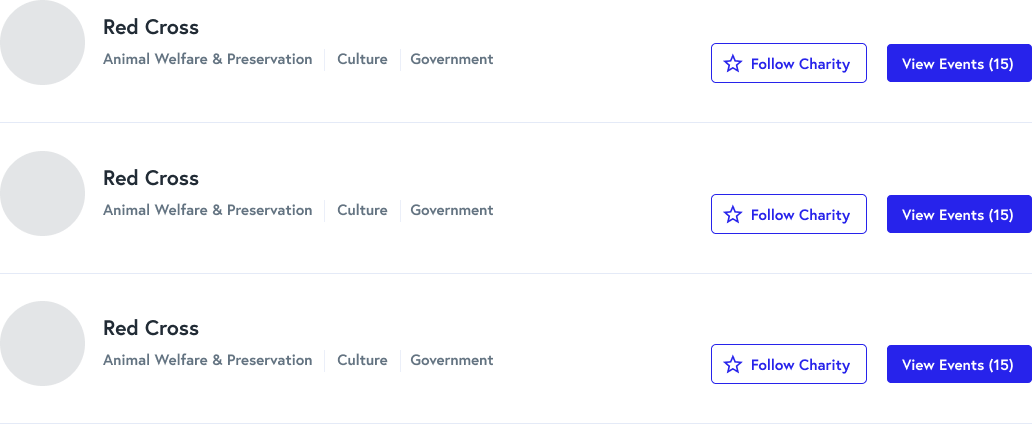 Red Cross
Animal Welfare & Preservation Culture Government
Follow Charity View Events (15)
Red Cross
Animal Welfare & Preservation Culture Government
Follow Charity View Events (15)
Red Cross
Animal Welfare & Preservation Culture Government
Follow Charity View Events (15)